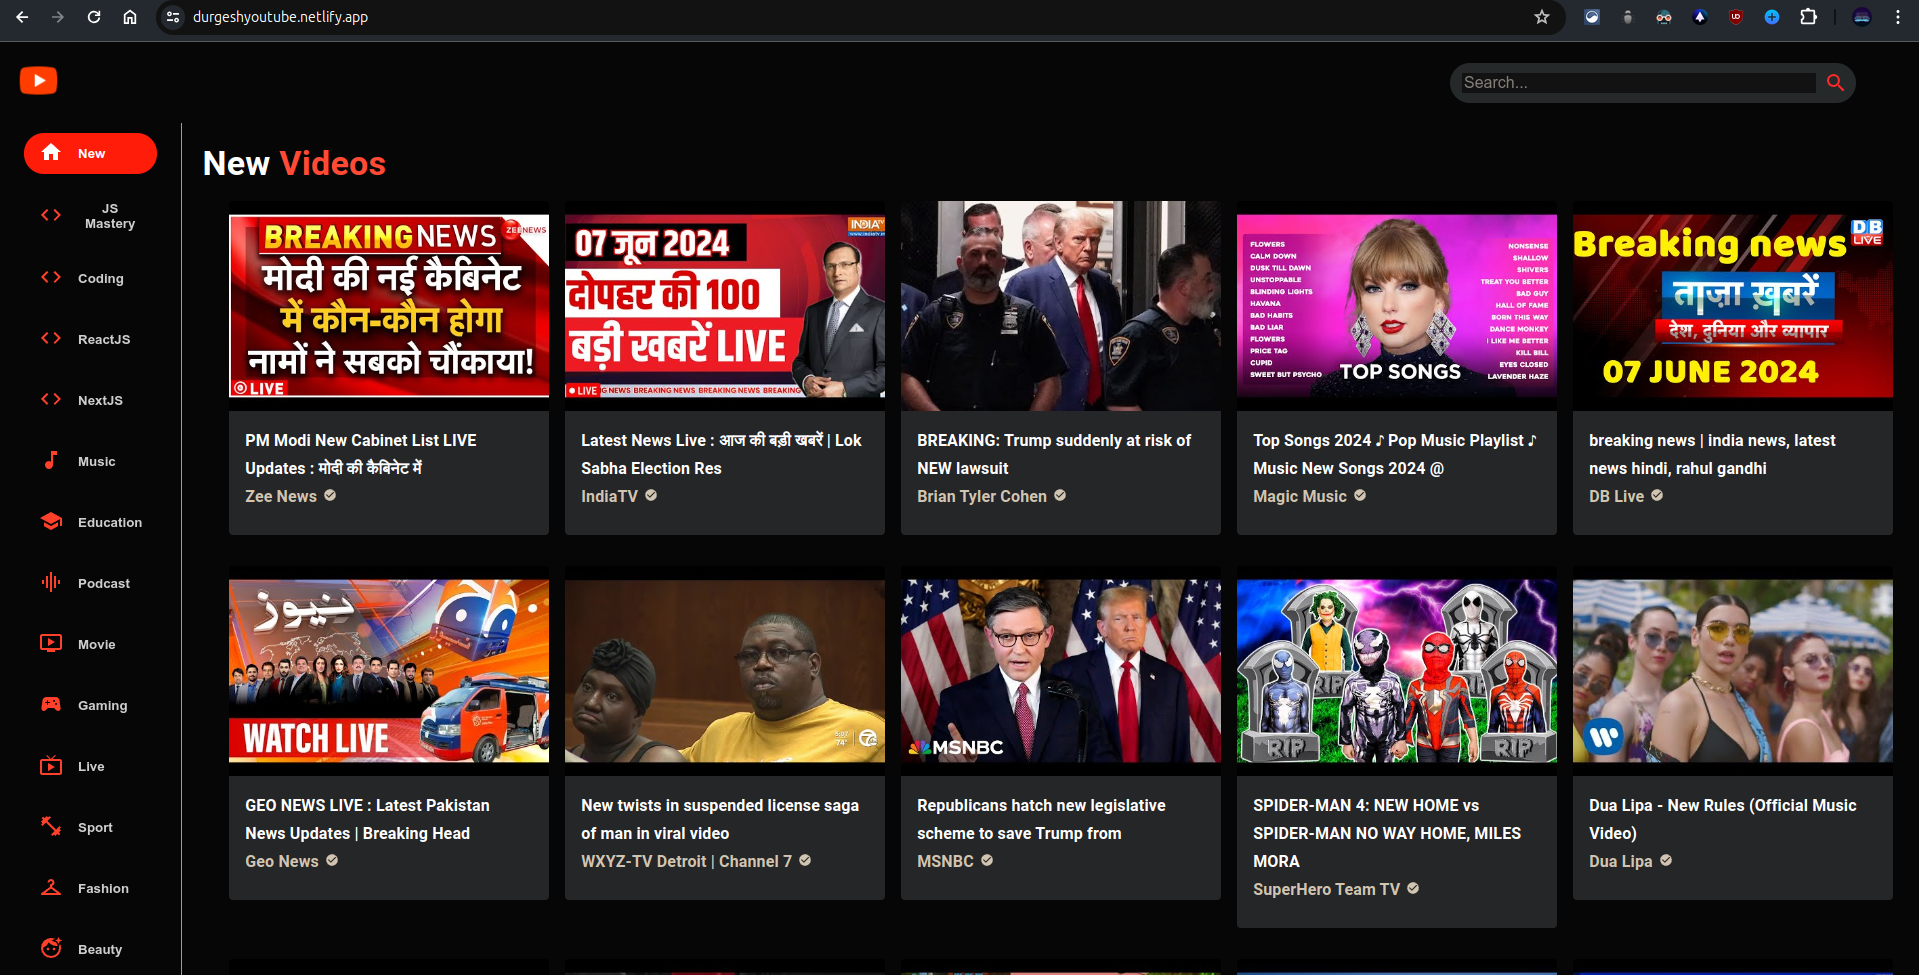 durgeshyoutube.netlify.app
Search...
New
JS
Mastery
Coding
ReactJS
NextJS
Music
Education
Podcast
Movie
Gaming
Live
Sport
Fashion
Beauty
New Videos
BREAKING NEWS
ZEE NEWS
मोदी की नई कैबिनेट
में कौन-कौन होगा
नामों ने सबको चौंकाया!
LIVE
PM Modi New Cabinet List LIVE
Updates : मोदी की कैबिनेट में
Zee News
INDIA TV
07 जून 2024
दोपहर की 100
बड़ी खबरें LIVE
LIVE
NEWS BREAKING NEWS BREAKING NEWS BREAKING
Latest News Live : आज की बड़ी खबरें | Lok
Sabha Election Res
IndiaTV
BREAKING: Trump suddenly at risk of
NEW lawsuit
Brian Tyler Cohen
FLOWERS
CALM DOWN
DUSK TILL DAWN
UNSTOPPABLE
BLINDING LIGHTS
HAVANA
BAD HABITS
BAD LIAR
FLOWERS
PRICE TAG
CUPID
SWEET BUT PSYCHO
NONSENSE
SHALLOW
SHIVERS
TREAT YOU BETTER
BAD GUY
HALL OF FAME
BORN THIS WAY
DANCE MONKEY
I LIKE ME BETTER
KILL BILL
EYES CLOSED
LAVENDER HAZE
TOP SONGS
Top Songs 2024 ♪ Pop Music Playlist ♪
Music New Songs 2024 @
Magic Music
Breaking news
DB
LIVE
ताज़ा ख़बरें
देश, दुनिया और व्यापार
07 JUNE 2024
breaking news | india news, latest
news hindi, rahul gandhi
DB Live
نیوز
WATCH LIVE
GEO NEWS LIVE : Latest Pakistan
News Updates | Breaking Head
Geo News
5:07
74°
7
New twists in suspended license saga
of man in viral video
WXYZ-TV Detroit | Channel 7
MSNBC
Republicans hatch new legislative
scheme to save Trump from
MSNBC
RIP
RIP
RIP
RIP
SPIDER-MAN 4: NEW HOME vs
SPIDER-MAN NO WAY HOME, MILES
MORA
SuperHero Team TV
Dua Lipa - New Rules (Official Music
Video)
Dua Lipa